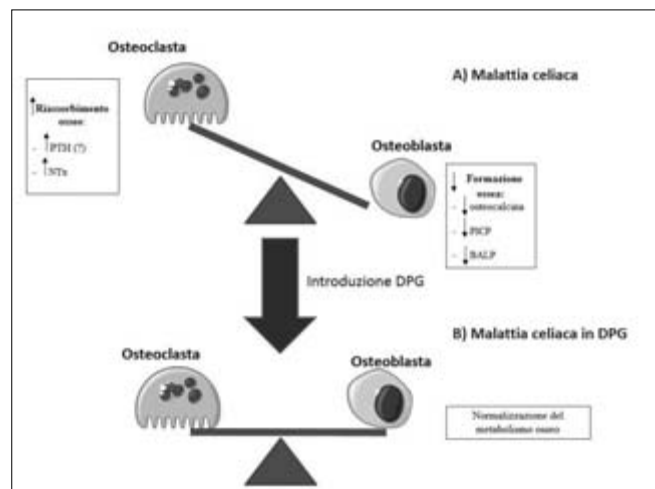 Osteoclasta
A) Malattia celiaca
Riassorbimento
osseo:
- PTH (?)
- NTx
Osteoblasta
Formazione
ossea:
- osteocalcina
- PICP
- BALP
Introduzione DPG
B) Malattia celiaca in DPG
Osteoclasta
Osteoblasta
Normalizzazione del
metabolismo osseo